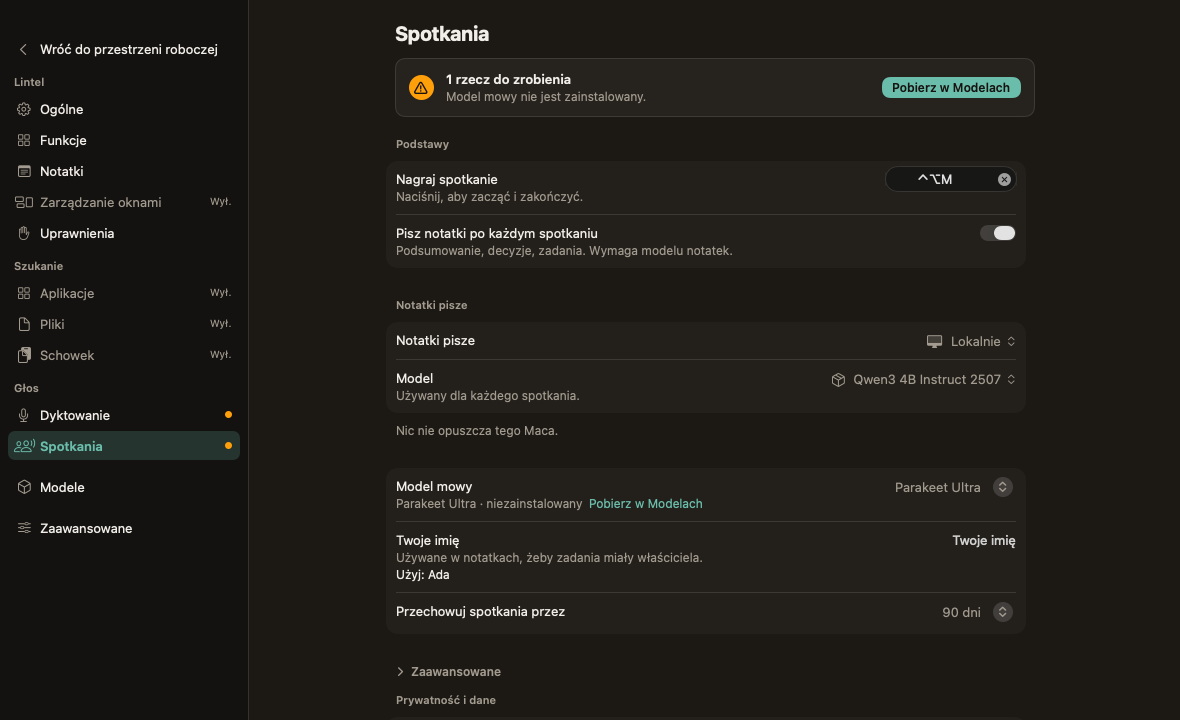 Wróć do przestrzeni roboczej
Lintel
Ogólne
Funkcje
Notatki
Zarządzanie oknami Wył.
Uprawnienia
Szukanie
Aplikacje Wył.
Pliki Wył.
Schowek Wył.
Głos
Dyktowanie
Spotkania
Modele
Zaawansowane
Spotkania
1 rzecz do zrobienia
Model mowy nie jest zainstalowany.
Pobierz w Modelach
Podstawy
Nagraj spotkanie
Naciśnij, aby zacząć i zakończyć.
^⌥M
Pisz notatki po każdym spotkaniu
Podsumowanie, decyzje, zadania. Wymaga modelu notatek.
Notatki pisze
Notatki pisze Lokalnie
Model
Używany dla każdego spotkania.
Qwen3 4B Instruct 2507
Nic nie opuszcza tego Maca.
Model mowy
Parakeet Ultra · niezainstalowany Pobierz w Modelach
Parakeet Ultra
Twoje imię
Używane w notatkach, żeby zadania miały właściciela.
Użyj: Ada
Twoje imię
Przechowuj spotkania przez 90 dni
Zaawansowane
Prywatność i dane